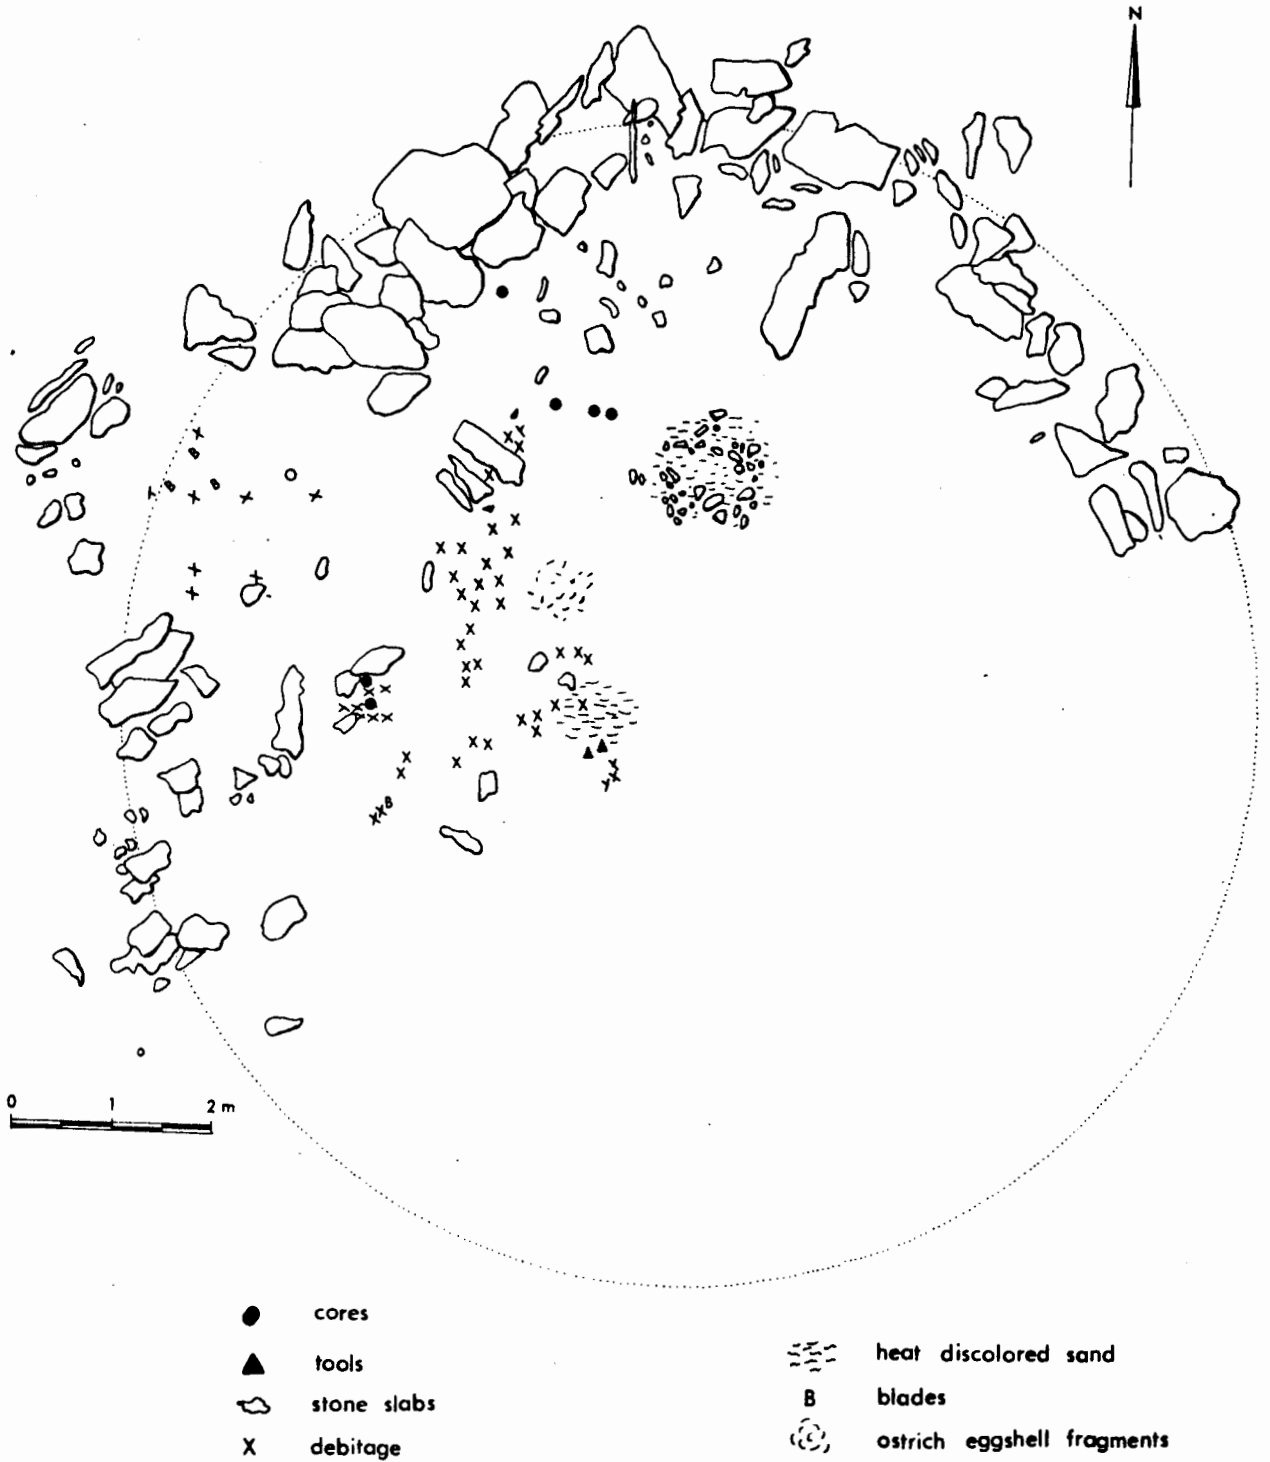 N
0 1 2 m
cores
tools
stone slabs
X debitage
heat discolored sand
B blades
ostrich eggshell fragments